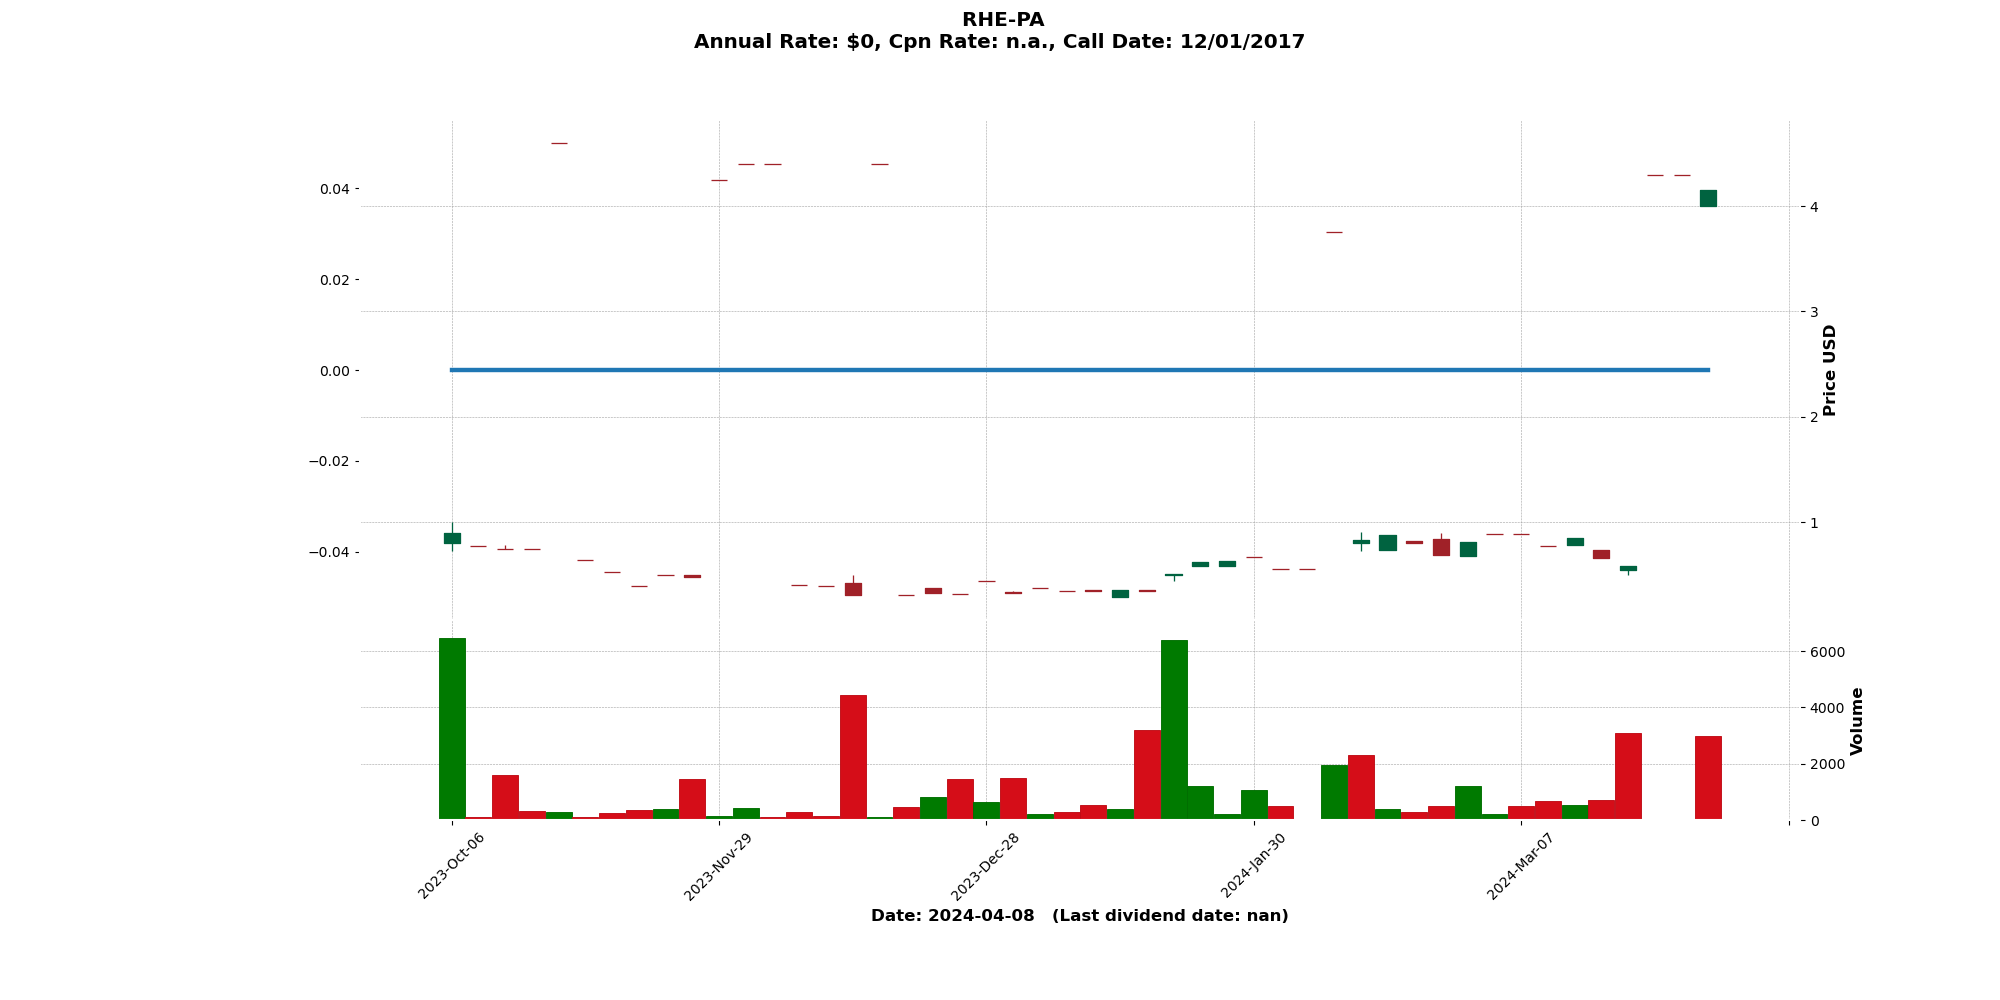 RHE-PA
Annual Rate: $0, Cpn Rate: n.a., Call Date: 12/01/2017
0.04
0.02
0.00
−0.02
−0.04
4
3
2
1
Price USD
6000
4000
2000
0
Volume
2023-Oct-06
2023-Nov-29
2023-Dec-28
2024-Jan-30
2024-Mar-07
Date: 2024-04-08   (Last dividend date: nan)